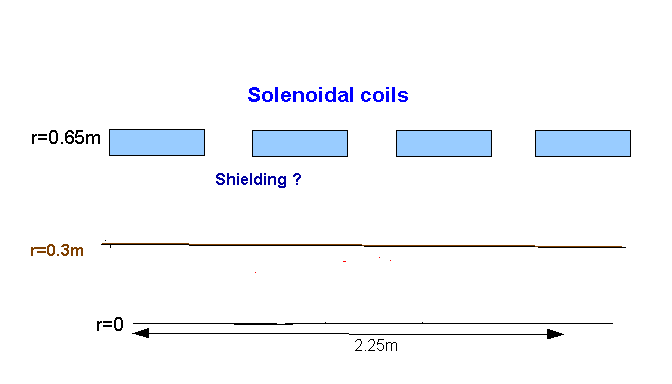 Solenoidal coils
r=0.65m
Shielding ?
r=0.3m
r=0
2.25m